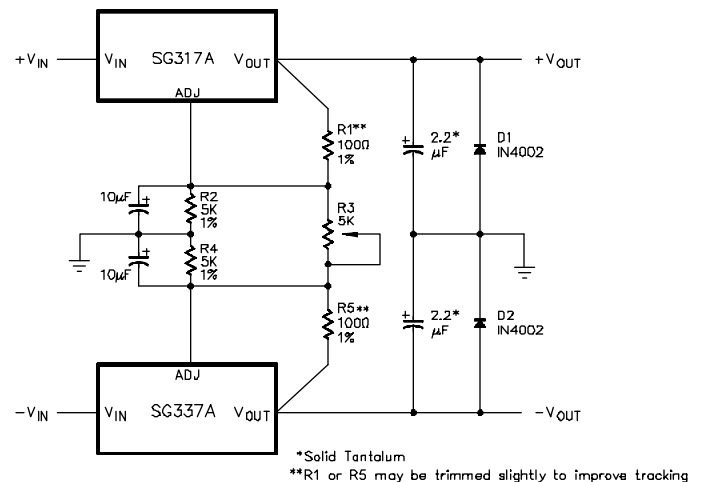 +VIN VIN SG317A VOUT +VOUT
ADJ
R1**
100Ω
1%
2.2*
μF
D1
IN4002
10μF
R2
5K
1%
R3
5K
10μF
R4
5K
1%
R5**
100Ω
1%
2.2*
μF
D2
IN4002
ADJ
-VIN VIN SG337A VOUT -VOUT
*Solid Tantalum
**R1 or R5 may be trimmed slightly to improve tracking